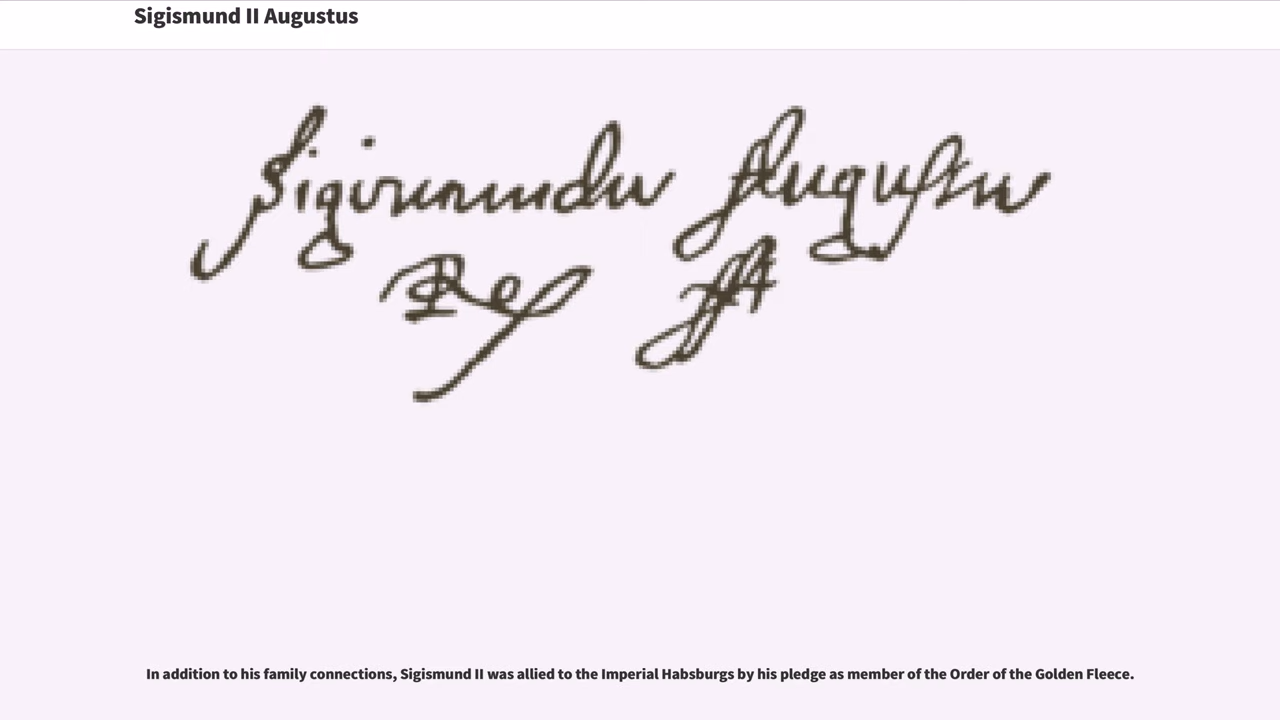 Sigismund II Augustus
Sigismundus Augustus
Rex
In addition to his family connections, Sigismund II was allied to the Imperial Habsburgs by his pledge as member of the Order of the Golden Fleece.